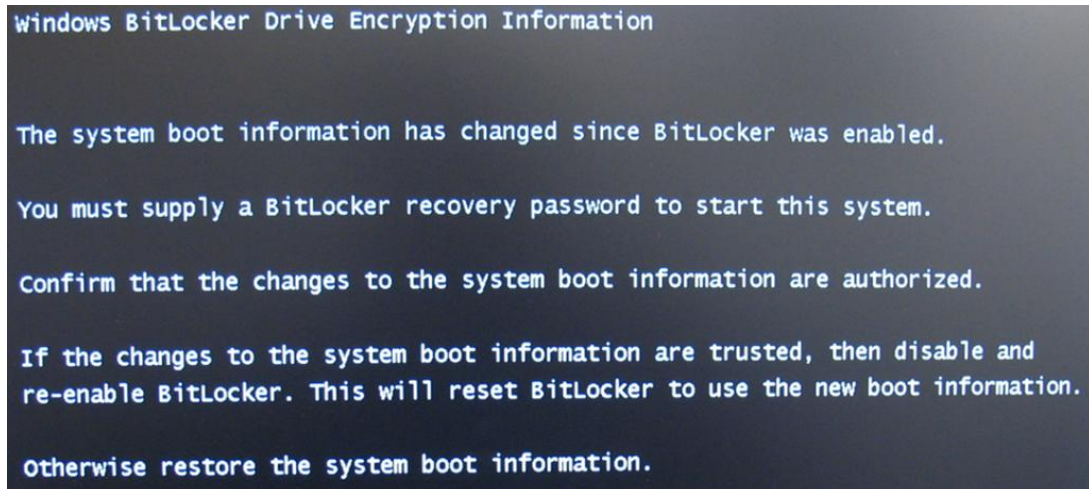 Windows BitLocker Drive Encryption Information
The system boot information has changed since BitLocker was enabled.
You must supply a BitLocker recovery password to start this system.
Confirm that the changes to the system boot information are authorized.
If the changes to the system boot information are trusted, then disable and
re-enable BitLocker. This will reset BitLocker to use the new boot information.
Otherwise restore the system boot information.